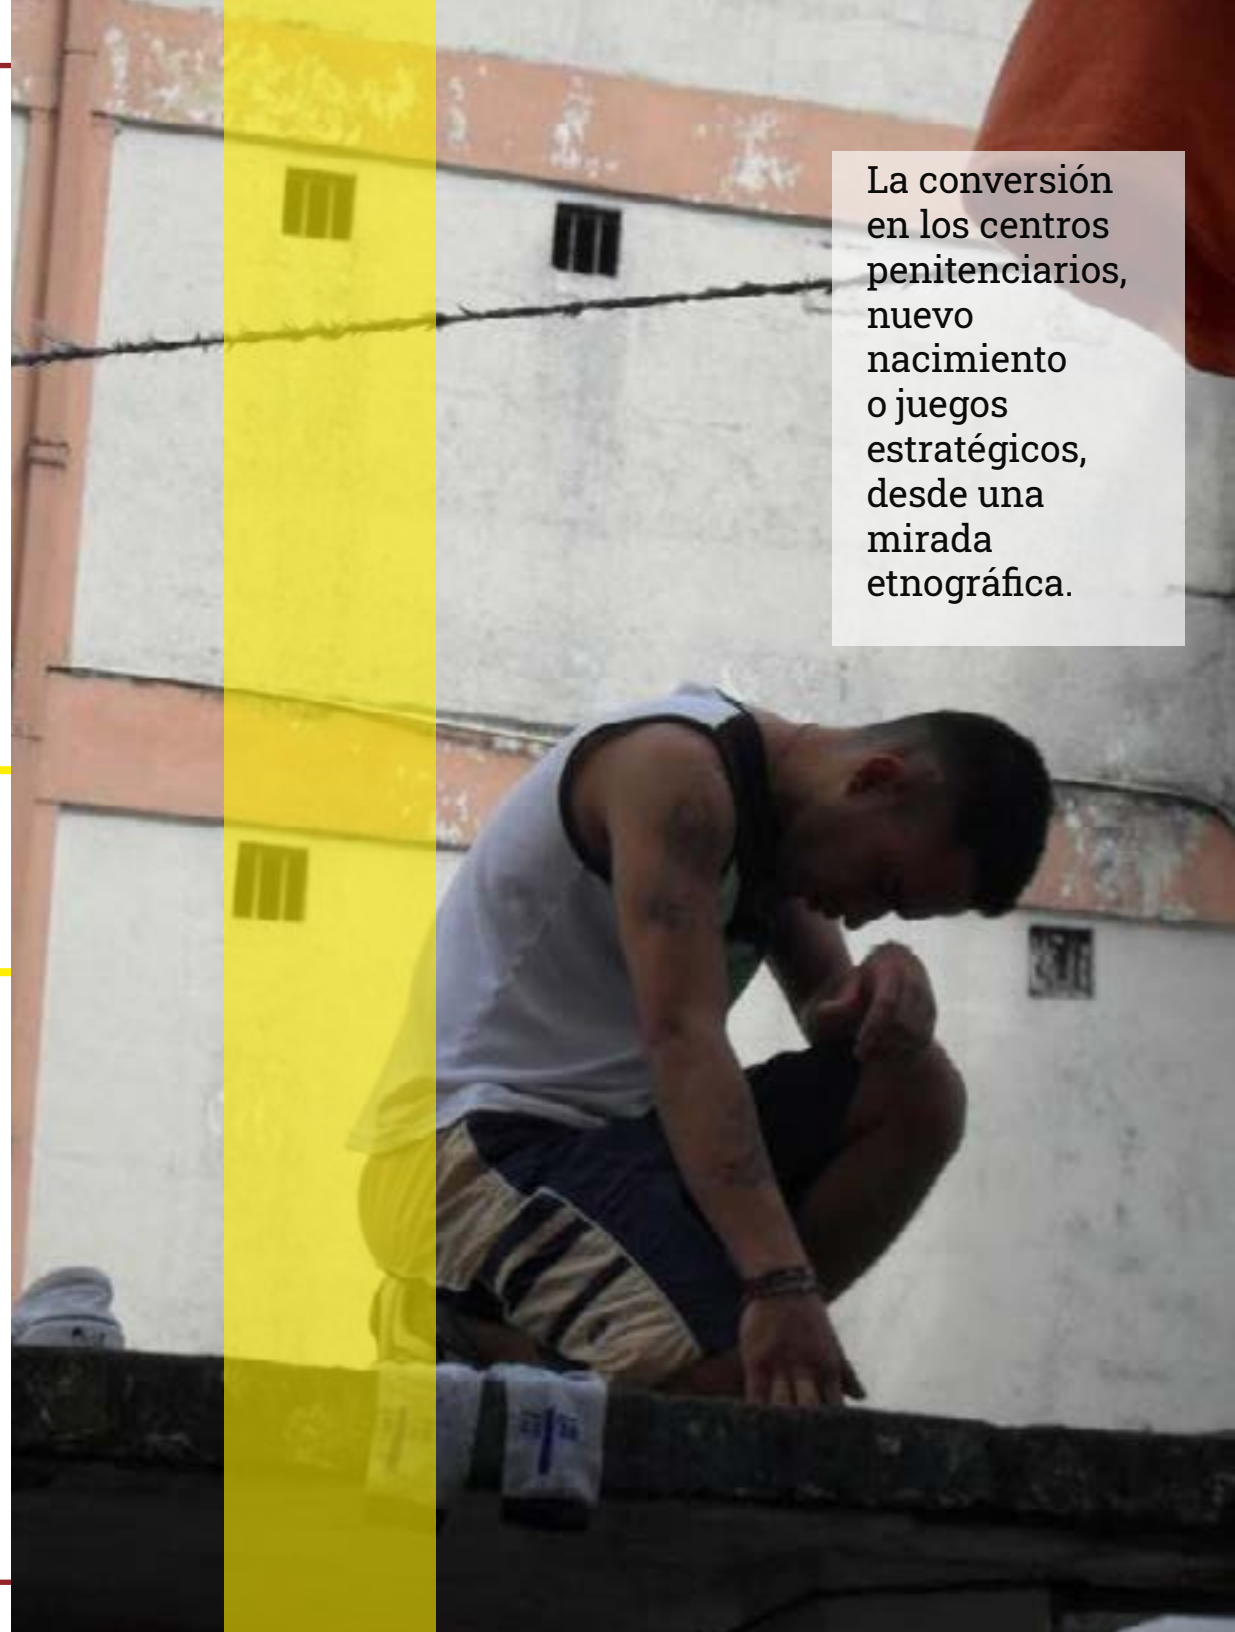 La conversión
en los centros
penitenciarios,
nuevo
nacimiento
o juegos
estratégicos,
desde una
mirada
etnográfica.